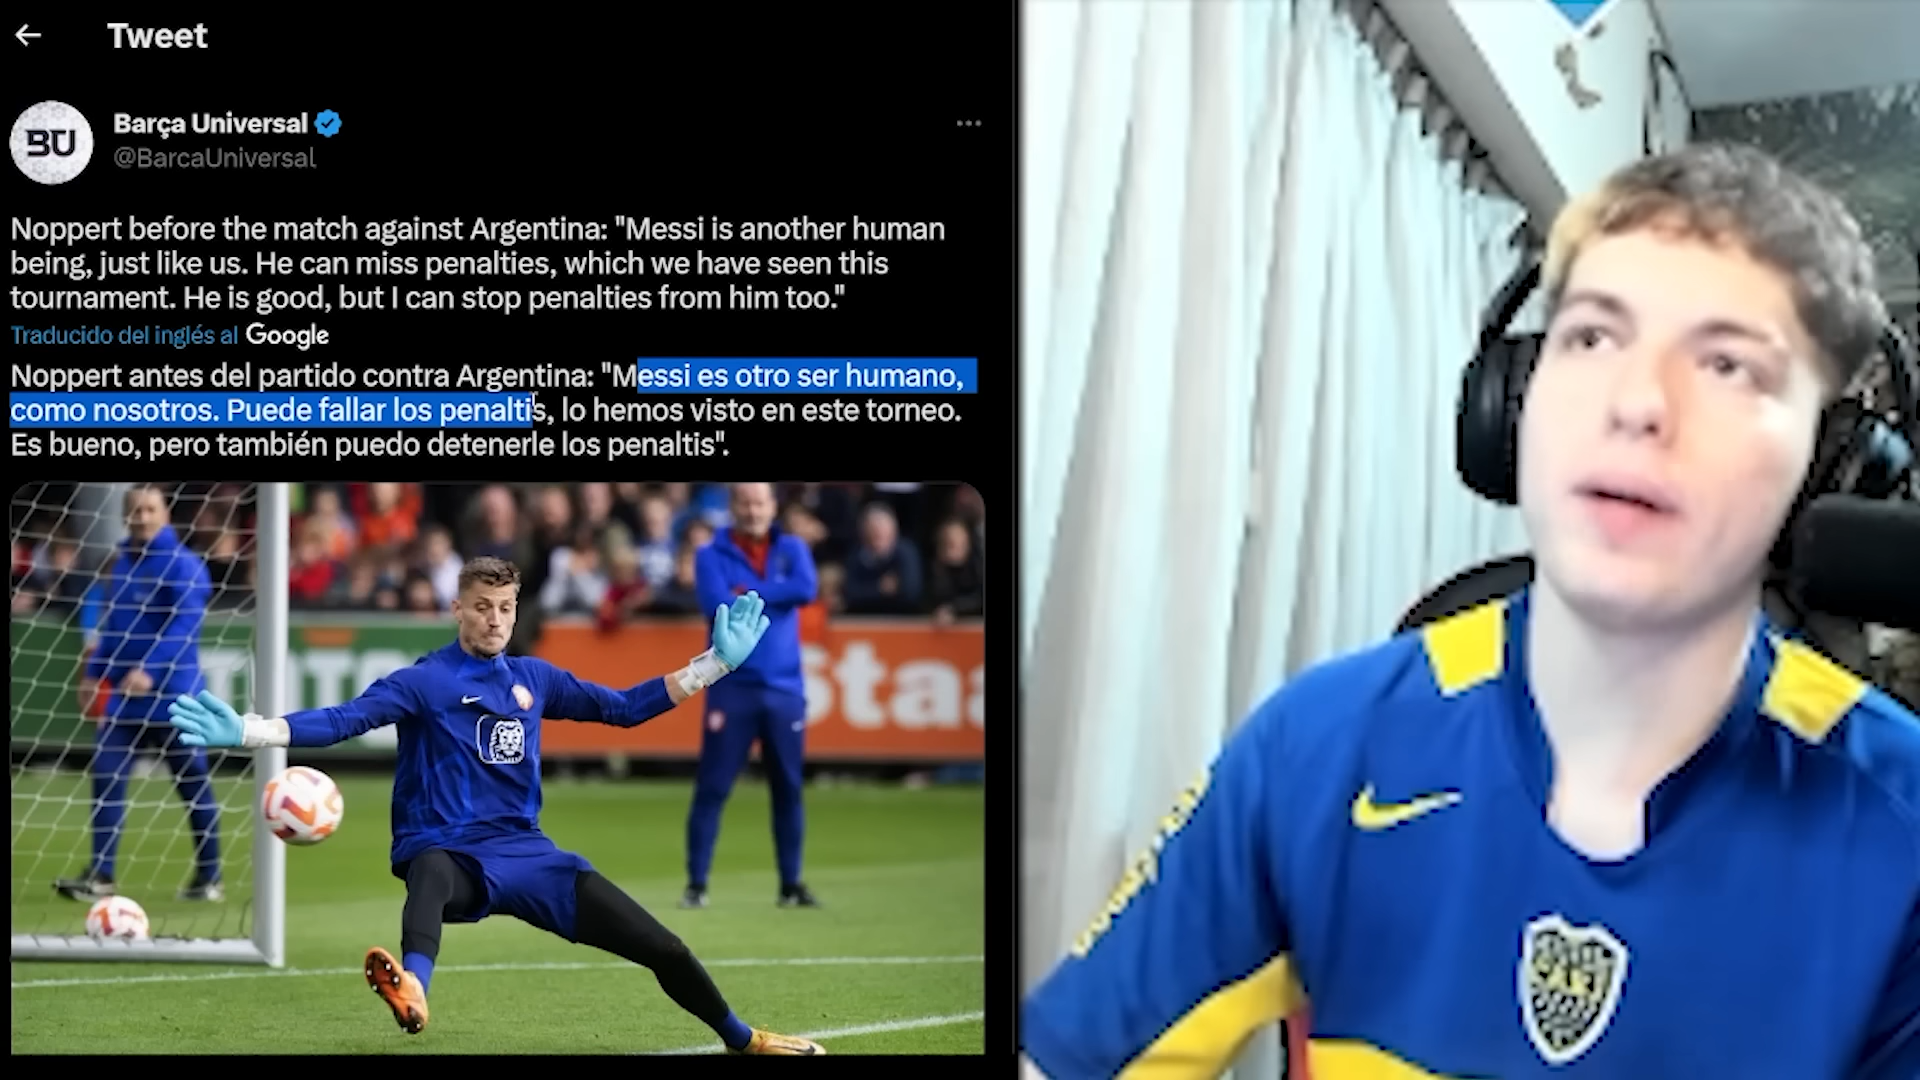 Tweet
BU
Barça Universal
@BarcaUniversal
Noppert before the match against Argentina: "Messi is another human
being, just like us. He can miss penalties, which we have seen this
tournament. He is good, but I can stop penalties from him too."
Traducido del inglés al Google
Noppert antes del partido contra Argentina: "Messi es otro ser humano,
como nosotros. Puede fallar los penaltis, lo hemos visto en este torneo.
Es bueno, pero también puedo detenerle los penaltis".
Staa